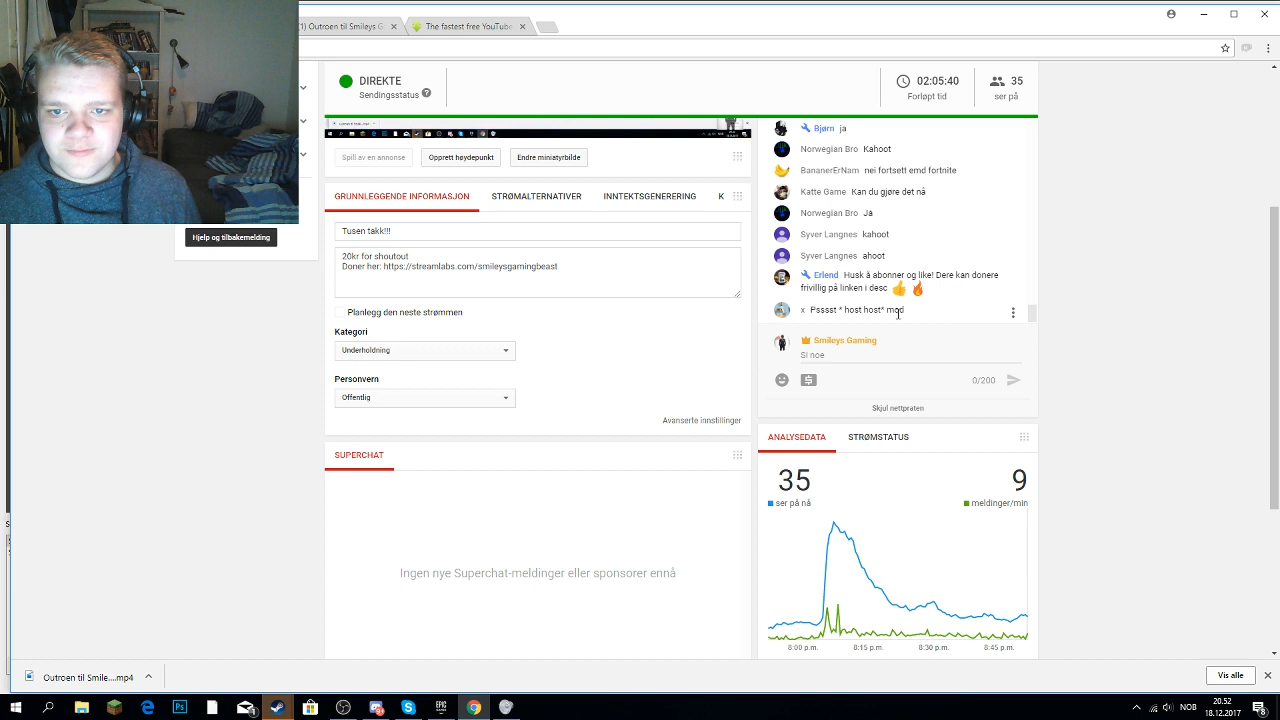 ) Outroen til Smileys G
The fastest free YouTube
DIREKTE
Sendingsstatus ?
02:05:40
Forløpt tid
35
ser på
Spill av en annonse
Opprett høydepunkt
Endre miniatyrbilde
GRUNNLEGGENDE INFORMASJON
STRØMALTERNATIVER
INNTEKTSGENERERING
K
Tusen takk!!!
20kr for shoutout
Doner her: https://streamlabs.com/smileysgamingbeast
Planlegg den neste strømmen
Kategori
Underholdning
Personvern
Offentlig
Avanserte innstillinger
SUPERCHAT
Ingen nye Superchat-meldinger eller sponsorer ennå
Hjelp og tilbakemelding
Bjørn ja
Norwegian Bro Kahoot
BananerErNam nei fortsett emd fortnite
Katte Game Kan du gjøre det nå
Norwegian Bro Ja
Syver Langnes kahoot
Syver Langnes ahoot
Erlend Husk å abonner og like! Dere kan donere
frivillig på linken i desc 👍 🔥
x Psssst * host host* mod
Smileys Gaming
Si noe
0/200
Skjul nettpraten
ANALYSEDATA
STRØMSTATUS
35
9
ser på nå
meldinger/min
8:00 p.m.
8:15 p.m.
8:30 p.m.
8:45 p.m.
Outroen til Smile....mp4
Vis alle
NOB
20.52
18.12.2017